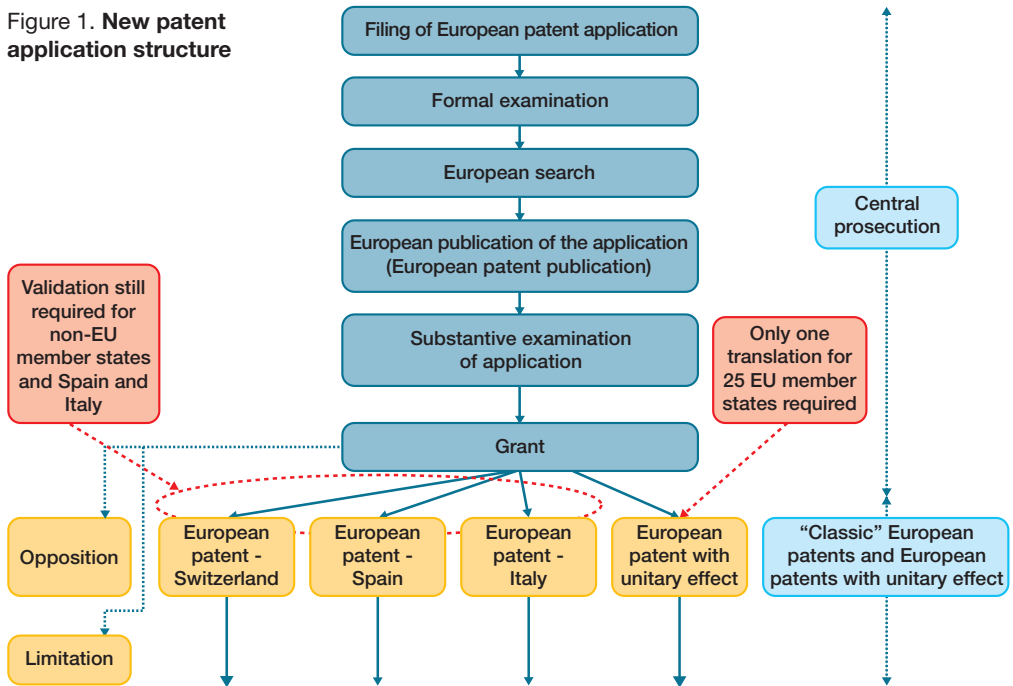 Figure 1. New patent
application structure
Filing of European patent application
Formal examination
European search
Central
prosecution
European publication of the application
(European patent publication)
Validation still
required for
non-EU
member states
and Spain and
Italy
Substantive examination
of application
Only one
translation for
25 EU member
states required
Grant
Opposition
European
patent -
Switzerland
European
patent -
Spain
European
patent -
Italy
European
patent with
unitary effect
“Classic” European
patents and European
patents with unitary effect
Limitation